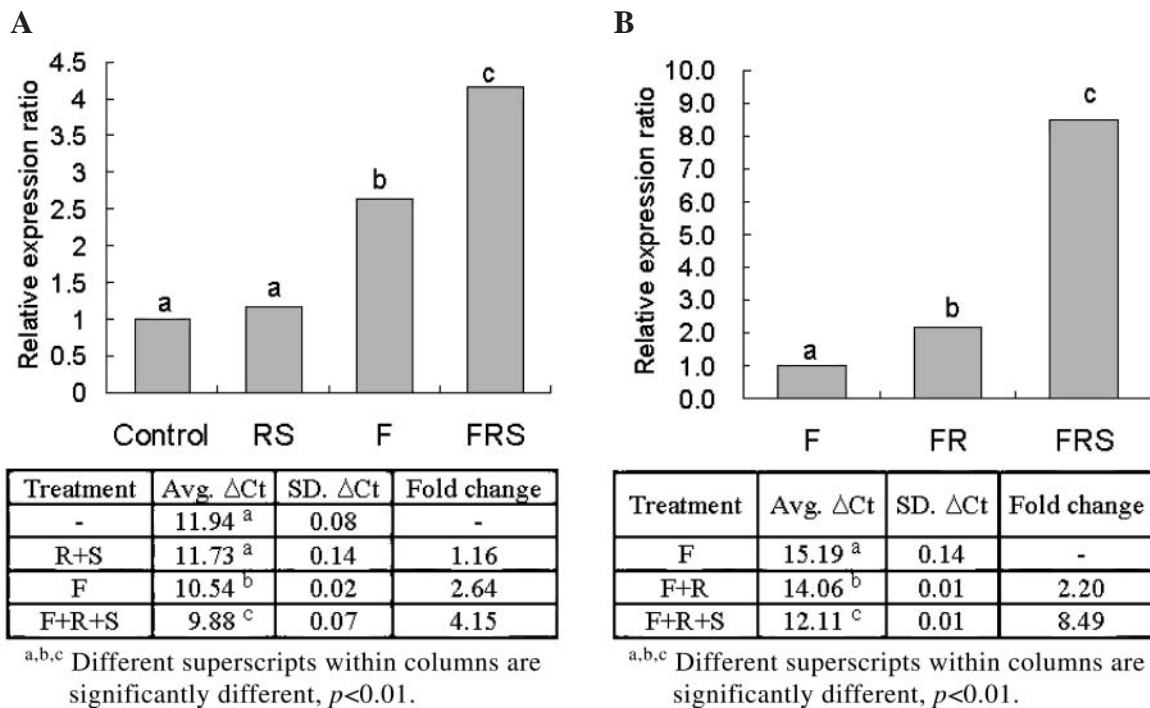 A
Relative expression ratio
4.5
4
3.5
3
2.5
2
1.5
1
0.5
0
a
a
b
c
Control RS F FRS
Treatment Avg. ΔCt SD. ΔCt Fold change
- 11.94 a 0.08 -
R+S 11.73 a 0.14 1.16
F 10.54 b 0.02 2.64
F+R+S 9.88 c 0.07 4.15
a,b,c Different superscripts within columns are
significantly different, p<0.01.
B
Relative expression ratio
10.0
9.0
8.0
7.0
6.0
5.0
4.0
3.0
2.0
1.0
0.0
a
b
c
F FR FRS
Treatment Avg. ΔCt SD. ΔCt Fold change
F 15.19 a 0.14 -
F+R 14.06 b 0.01 2.20
F+R+S 12.11 c 0.01 8.49
a,b,c Different superscripts within columns are
significantly different, p<0.01.